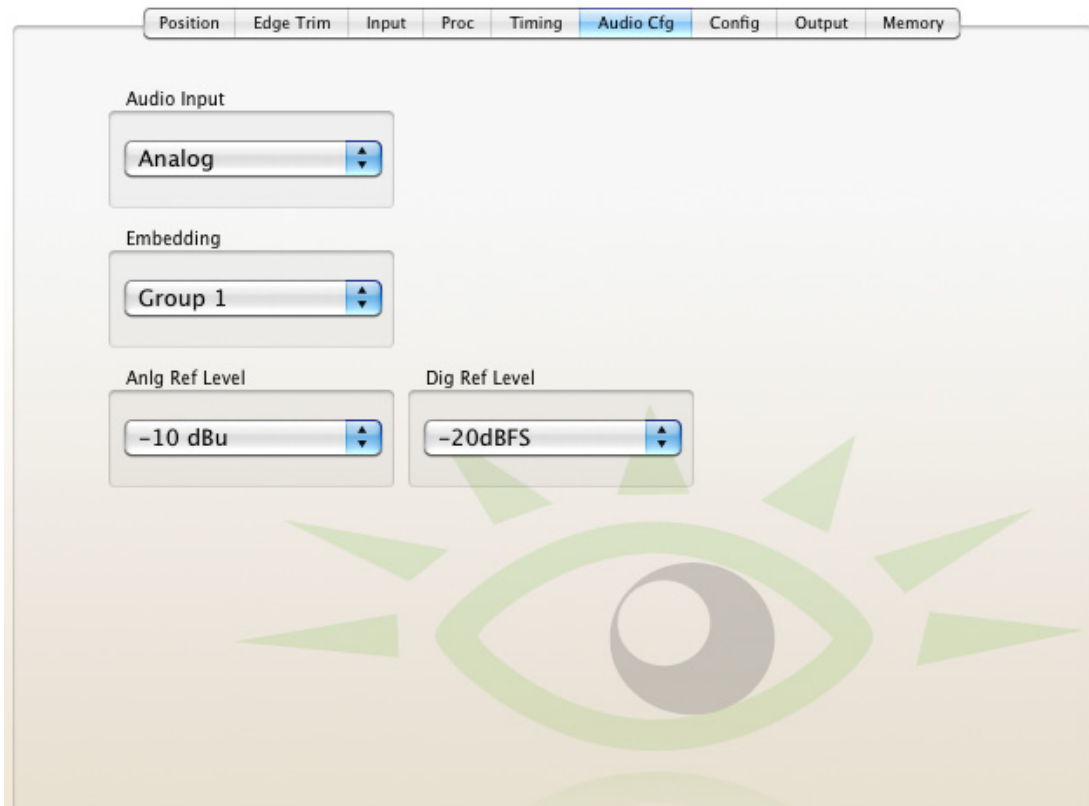 Position Edge Trim Input Proc Timing Audio Cfg Config Output Memory
Audio Input
Analog
Embedding
Group 1
Anlg Ref Level Dig Ref Level
-10 dBu -20dBFS